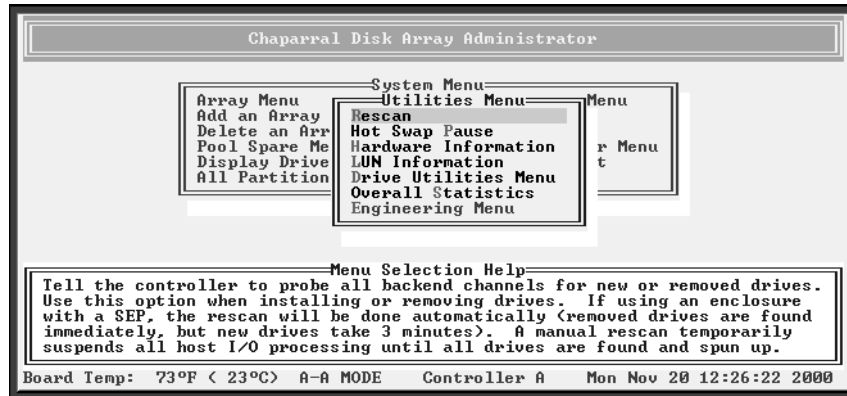 Chaparral Disk Array Administrator
System Menu
Array Menu
Add an Array
Delete an Arr
Pool Spare Me
Display Drive
All Partition
Menu
r Menu
t
Utilities Menu
Rescan
Hot Swap Pause
Hardware Information
LUN Information
Drive Utilities Menu
Overall Statistics
Engineering Menu
Menu Selection Help
Tell the controller to probe all backend channels for new or removed drives.
Use this option when installing or removing drives. If using an enclosure
with a SEP, the rescan will be done automatically (removed drives are found
immediately, but new drives take 3 minutes). A manual rescan temporarily
suspends all host I/O processing until all drives are found and spun up.
Board Temp: 73ºF ( 23ºC) A-A MODE Controller A Mon Nov 20 12:26:22 2000